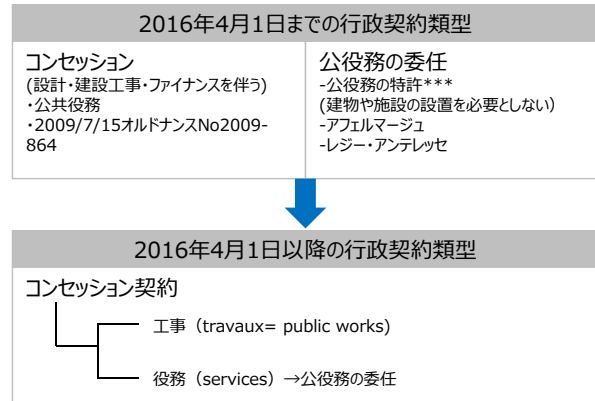 2016年4月1日までの行政契約類型
コンセッション
(設計・建設工事・ファイナンスを伴う)
・公共役務
・2009/7/15オルドナンスNo2009-
864
公役務の委任
-公役務の特許***
(建物や施設の設置を必要としない）
-アフェルマージュ
-レジー・アンテレッセ
2016年4月1日以降の行政契約類型
コンセッション契約
工事（travaux= public works)
役務（services）→公役務の委任